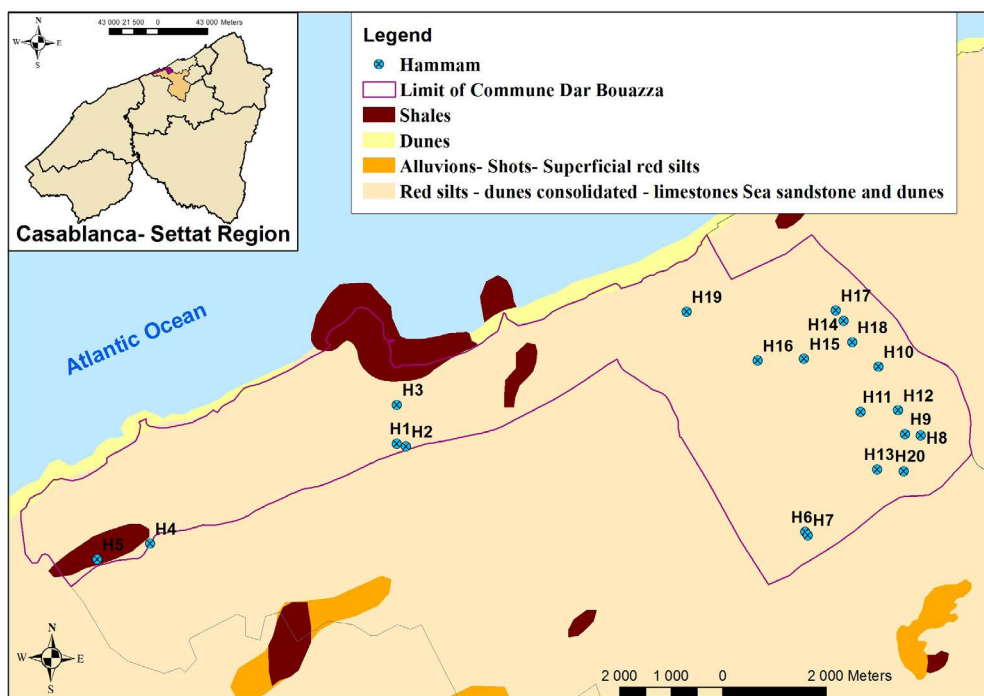 43 000 21 500 0 43 000 Meters
N
W E
S
Casablanca- Settat Region
Legend
Hammam
Limit of Commune Dar Bouazza
Shales
Dunes
Alluvions- Shots- Superficial red silts
Red silts - dunes consolidated - limestones Sea sandstone and dunes
Atlantic Ocean
H19
H17
H14
H18
H16
H15
H10
H3
H11
H12
H1
H2
H9
H8
H13
H20
H6
H7
H4
H5
N
W E
S
2 000 1 000 0 2 000 Meters